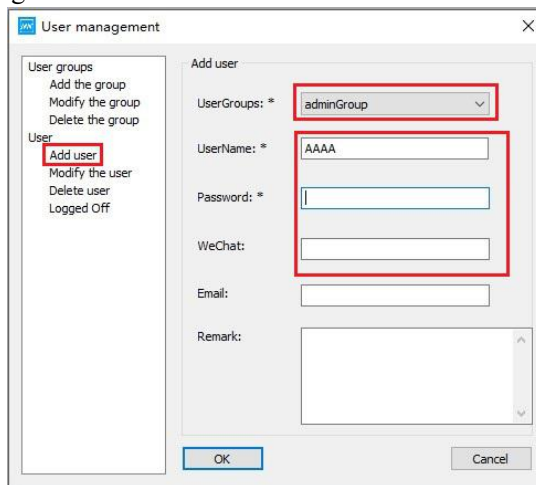 User management
User groups
Add the group
Modify the group
Delete the group
User
Add user
Modify the user
Delete user
Logged Off
Add user
UserGroups: * adminGroup
UserName: * AAAA
Password: *
WeChat:
Email:
Remark:
OK Cancel